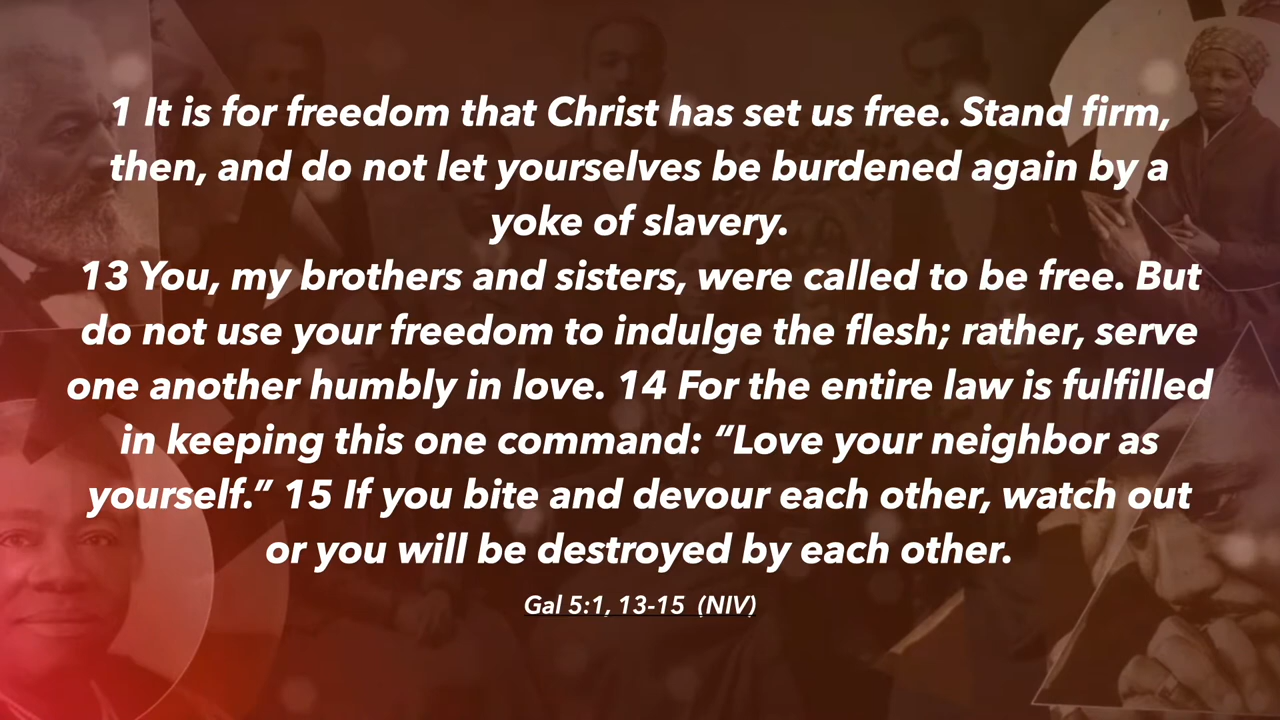 1 It is for freedom that Christ has set us free. Stand firm,
then, and do not let yourselves be burdened again by a
yoke of slavery.
13 You, my brothers and sisters, were called to be free. But
do not use your freedom to indulge the flesh; rather, serve
one another humbly in love. 14 For the entire law is fulfilled
in keeping this one command: “Love your neighbor as
yourself.” 15 If you bite and devour each other, watch out
or you will be destroyed by each other.
Gal 5:1, 13-15 (NIV)